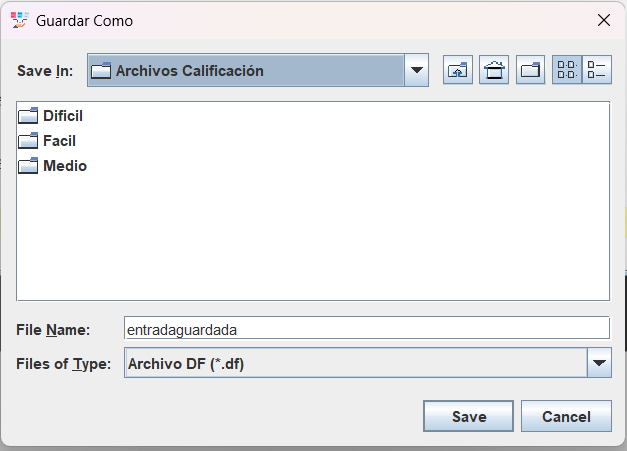 Guardar Como
Save In: Archivos Calificación
Dificil
Facil
Medio
File Name: entradaguardada
Files of Type: Archivo DF (*.df)
Save Cancel